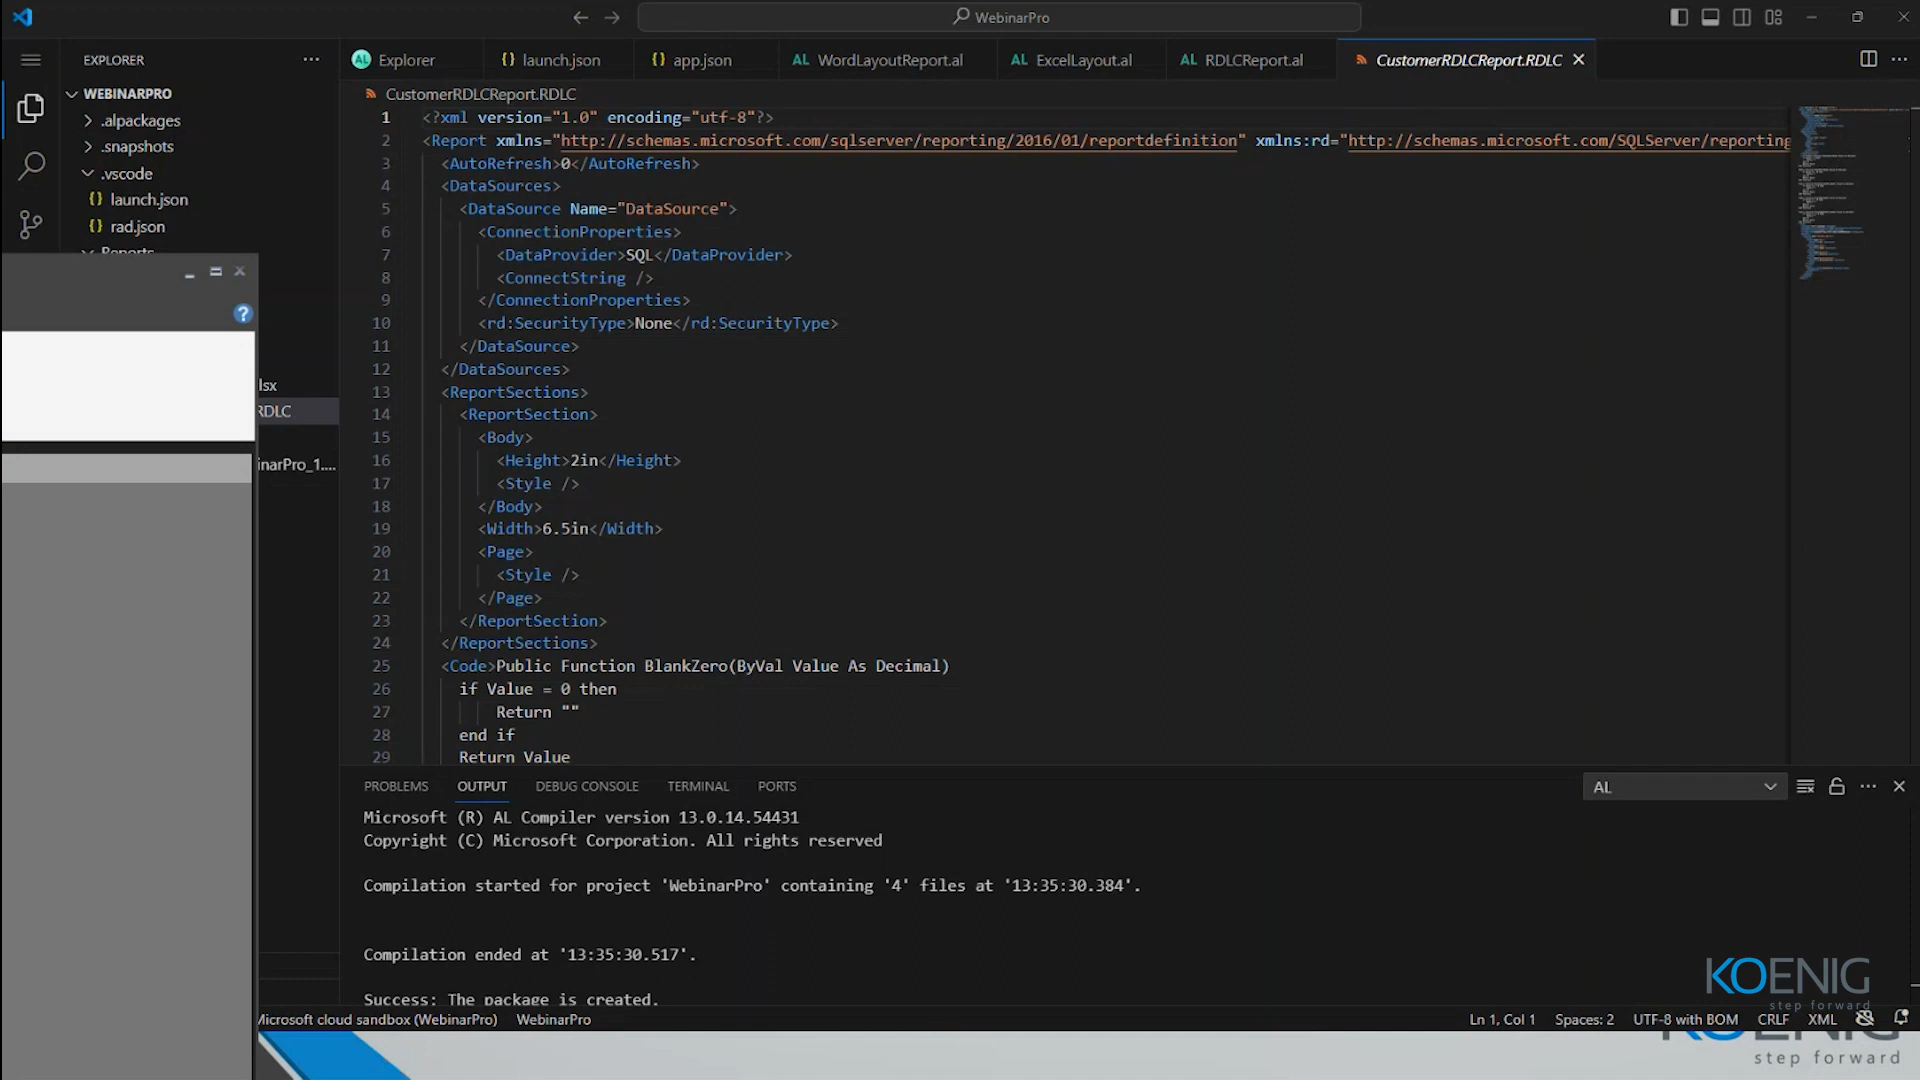 WebinarPro
EXPLORER
Explorer
launch.json
app.json
WordLayoutReport.al
ExcelLayout.al
RDLCReport.al
CustomerRDLCReport.RDLC
WEBINARPRO
.alpackages
.snapshots
.vscode
launch.json
rad.json
Reports
lsx
RDLC
inarPro_1....
CustomerRDLCReport.RDLC
1 <?xml version="1.0" encoding="utf-8"?>
2 <Report xmlns="http://schemas.microsoft.com/sqlserver/reporting/2016/01/reportdefinition" xmlns:rd="http://schemas.microsoft.com/SQLServer/reporting
3 <AutoRefresh>0</AutoRefresh>
4 <DataSources>
5 <DataSource Name="DataSource">
6 <ConnectionProperties>
7 <DataProvider>SQL</DataProvider>
8 <ConnectString />
9 </ConnectionProperties>
10 <rd:SecurityType>None</rd:SecurityType>
11 </DataSource>
12 </DataSources>
13 <ReportSections>
14 <ReportSection>
15 <Body>
16 <Height>2in</Height>
17 <Style />
18 </Body>
19 <Width>6.5in</Width>
20 <Page>
21 <Style />
22 </Page>
23 </ReportSection>
24 </ReportSections>
25 <Code>Public Function BlankZero(ByVal Value As Decimal)
26 if Value = 0 then
27 Return ""
28 end if
29 Return Value
PROBLEMS OUTPUT DEBUG CONSOLE TERMINAL PORTS
AL
Microsoft (R) AL Compiler version 13.0.14.54431
Copyright (C) Microsoft Corporation. All rights reserved
Compilation started for project 'WebinarPro' containing '4' files at '13:35:30.384'.
Compilation ended at '13:35:30.517'.
Success: The package is created.
KOENIG
step forward
Microsoft cloud sandbox (WebinarPro) WebinarPro
Ln 1, Col 1 Spaces: 2 UTF-8 with BOM CRLF XML
KOENIG
step forward